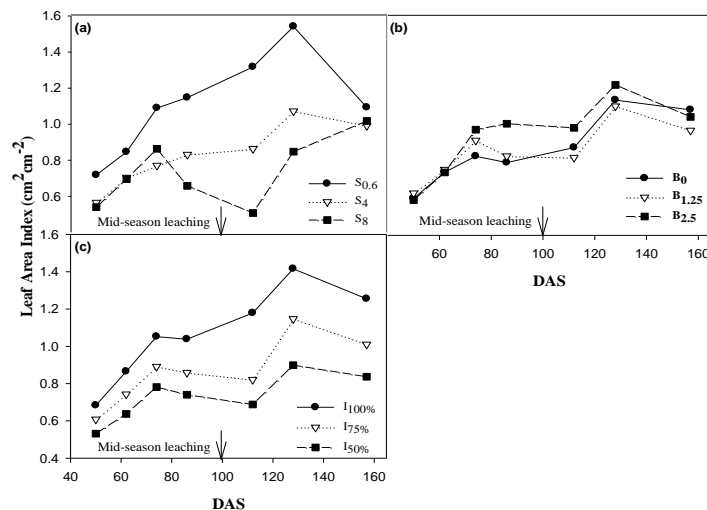 Leaf Area Index (cm²cm⁻²)
1.6
1.4
1.2
1.0
0.8
0.6
(a)
S0.6
S4
S8
Mid-season leaching
(b)
B0
B1.25
B2.5
Mid-season leaching
60 80 100 120 140 160
DAS
1.6
1.4
1.2
1.0
0.8
0.6
0.4
(c)
I100%
I75%
I50%
Mid-season leaching
40 60 80 100 120 140 160
DAS